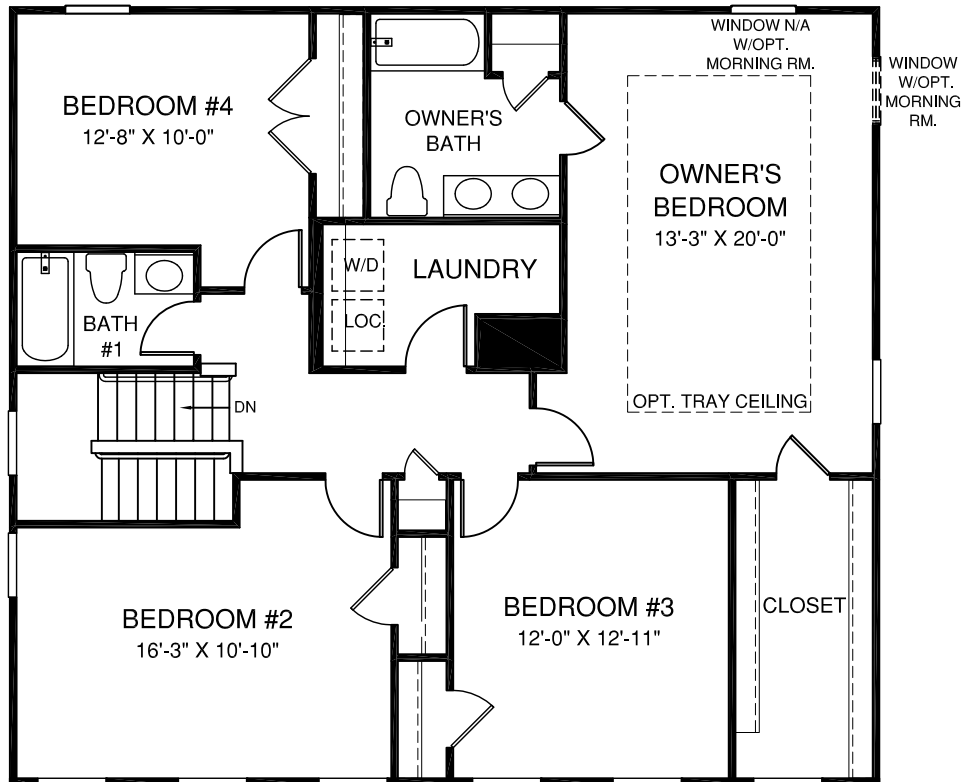 WINDOW N/A
W/OPT.
MORNING RM.
WINDOW
W/OPT.
MORNING
RM.
BEDROOM #4
12'-8" X 10'-0"
OWNER'S
BATH
OWNER'S
BEDROOM
13'-3" X 20'-0"
W/D
LAUNDRY
LOC.
BATH
#1
DN
OPT. TRAY CEILING
BEDROOM #2
16'-3" X 10'-10"
BEDROOM #3
12'-0" X 12'-11"
CLOSET